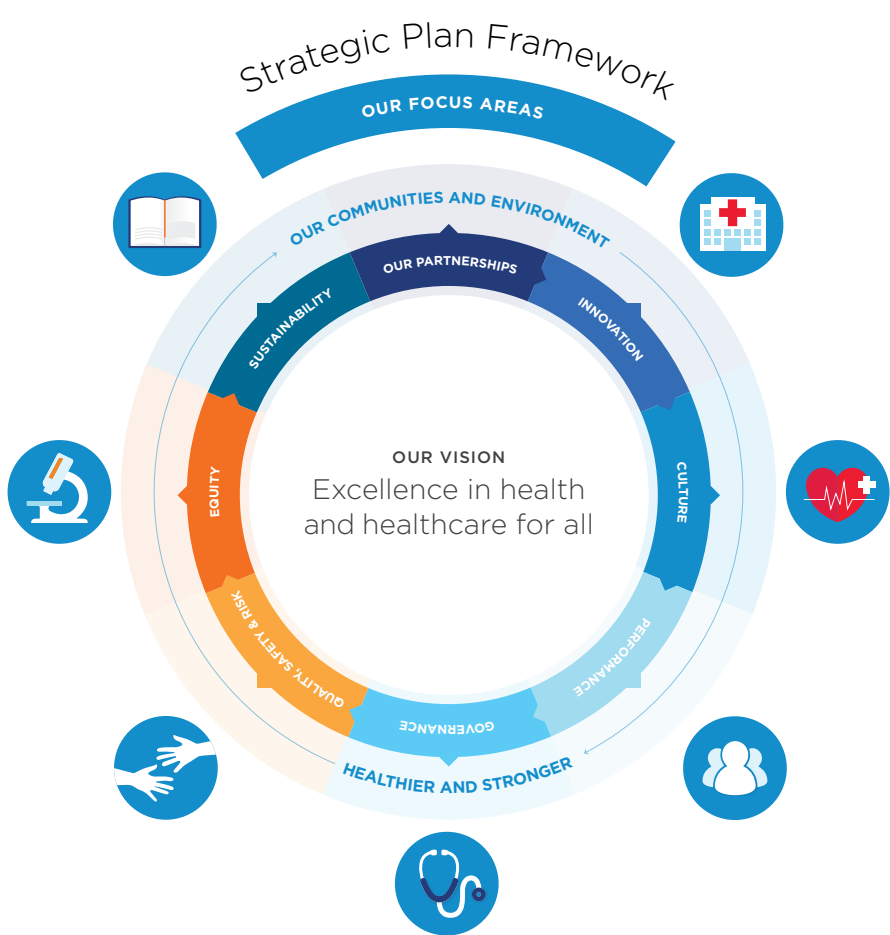 Strategic Plan Framework
OUR FOCUS AREAS
OUR COMMUNITIES AND ENVIRONMENT
OUR PARTNERSHIPS
INNOVATION
CULTURE
PERFORMANCE
GOVERNANCE
QUALITY, SAFETY & RISK
EQUITY
SUSTAINABILITY
OUR VISION
Excellence in health
and healthcare for all
HEALTHIER AND STRONGER